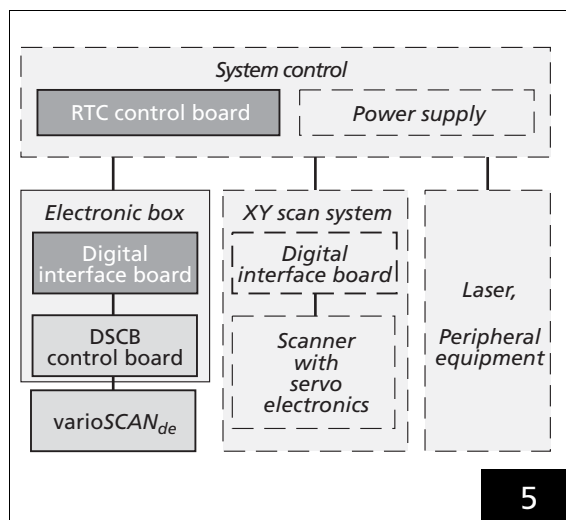 System control
RTC control board
Power supply
Electronic box
Digital
interface board
DSCB
control board
varioSCANde
XY scan system
Digital
interface board
Scanner
with
servo
electronics
Laser,
Peripheral
equipment
5